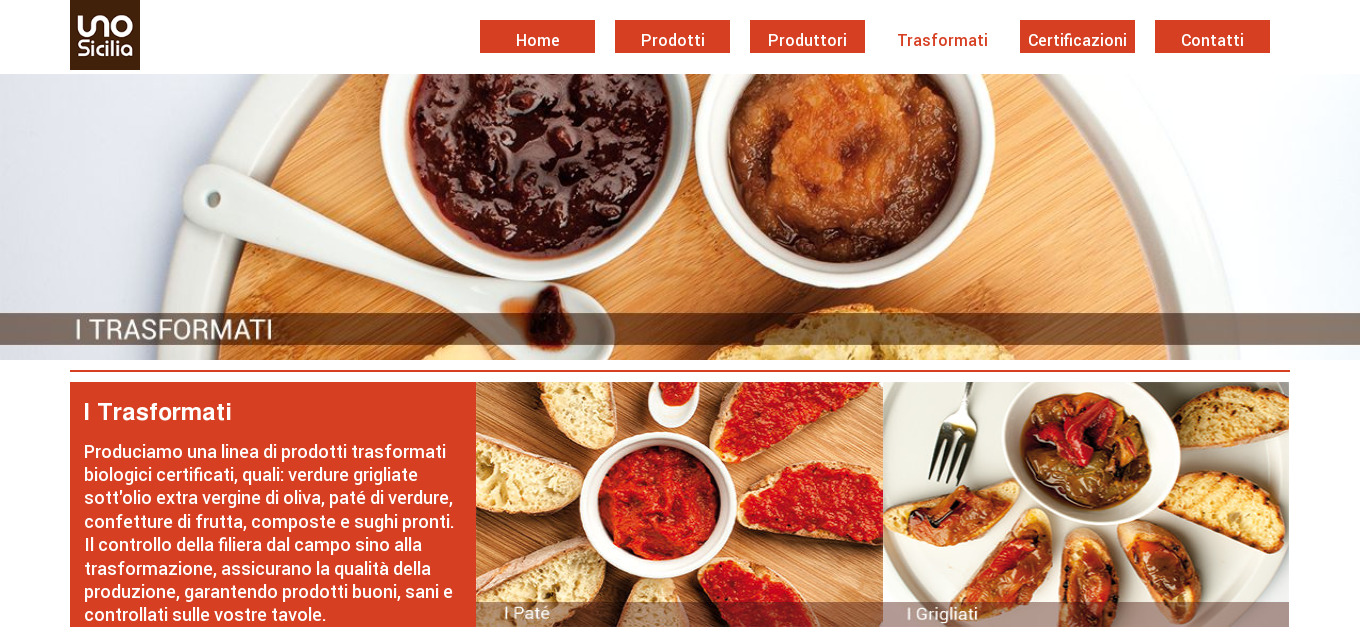 uno
Sicilia
Home
Prodotti
Produttori
Trasformati
Certificazioni
Contatti
I TRASFORMATI
I Trasformati
Produciamo una linea di prodotti trasformati
biologici certificati, quali: verdure grigliate
sott'olio extra vergine di oliva, paté di verdure,
confetture di frutta, composte e sughi pronti.
Il controllo della filiera dal campo sino alla
trasformazione, assicurano la qualità della
produzione, garantendo prodotti buoni, sani e
controllati sulle vostre tavole.
I Paté
I Grigliati